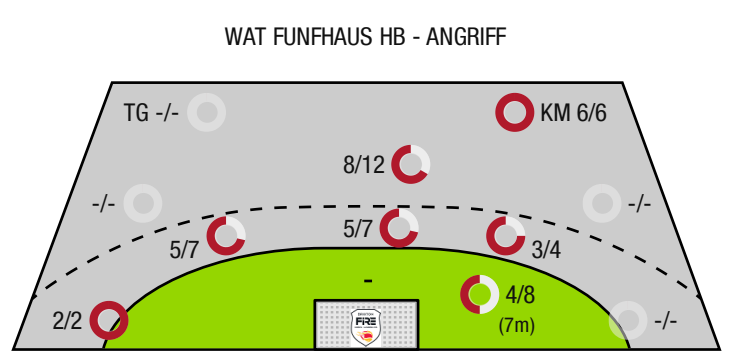 WAT FUNFHAUS HB - ANGRIFF
TG -/-
KM 6/6
8/12
-/-
-/-
5/7
5/7
3/4
-
4/8
(7m)
2/2
-/-
FIRE